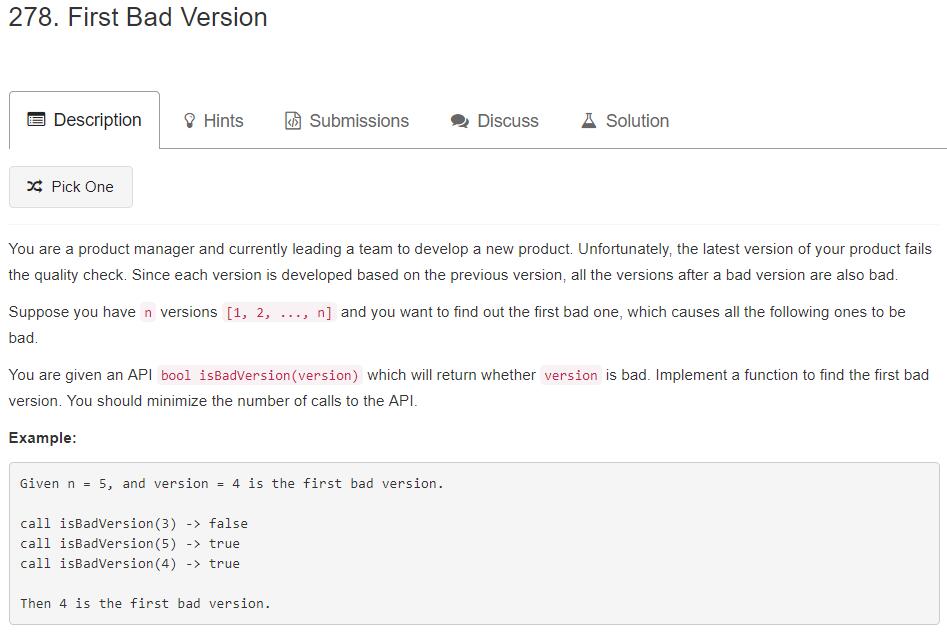 278. First Bad Version
Description
Hints
Submissions
Discuss
Solution
Pick One
You are a product manager and currently leading a team to develop a new product. Unfortunately, the latest version of your product fails
the quality check. Since each version is developed based on the previous version, all the versions after a bad version are also bad.
Suppose you have n versions [1, 2, ..., n] and you want to find out the first bad one, which causes all the following ones to be
bad.
You are given an API bool isBadVersion(version) which will return whether version is bad. Implement a function to find the first bad
version. You should minimize the number of calls to the API.
Example:
Given n = 5, and version = 4 is the first bad version.
call isBadVersion(3) -> false
call isBadVersion(5) -> true
call isBadVersion(4) -> true
Then 4 is the first bad version.